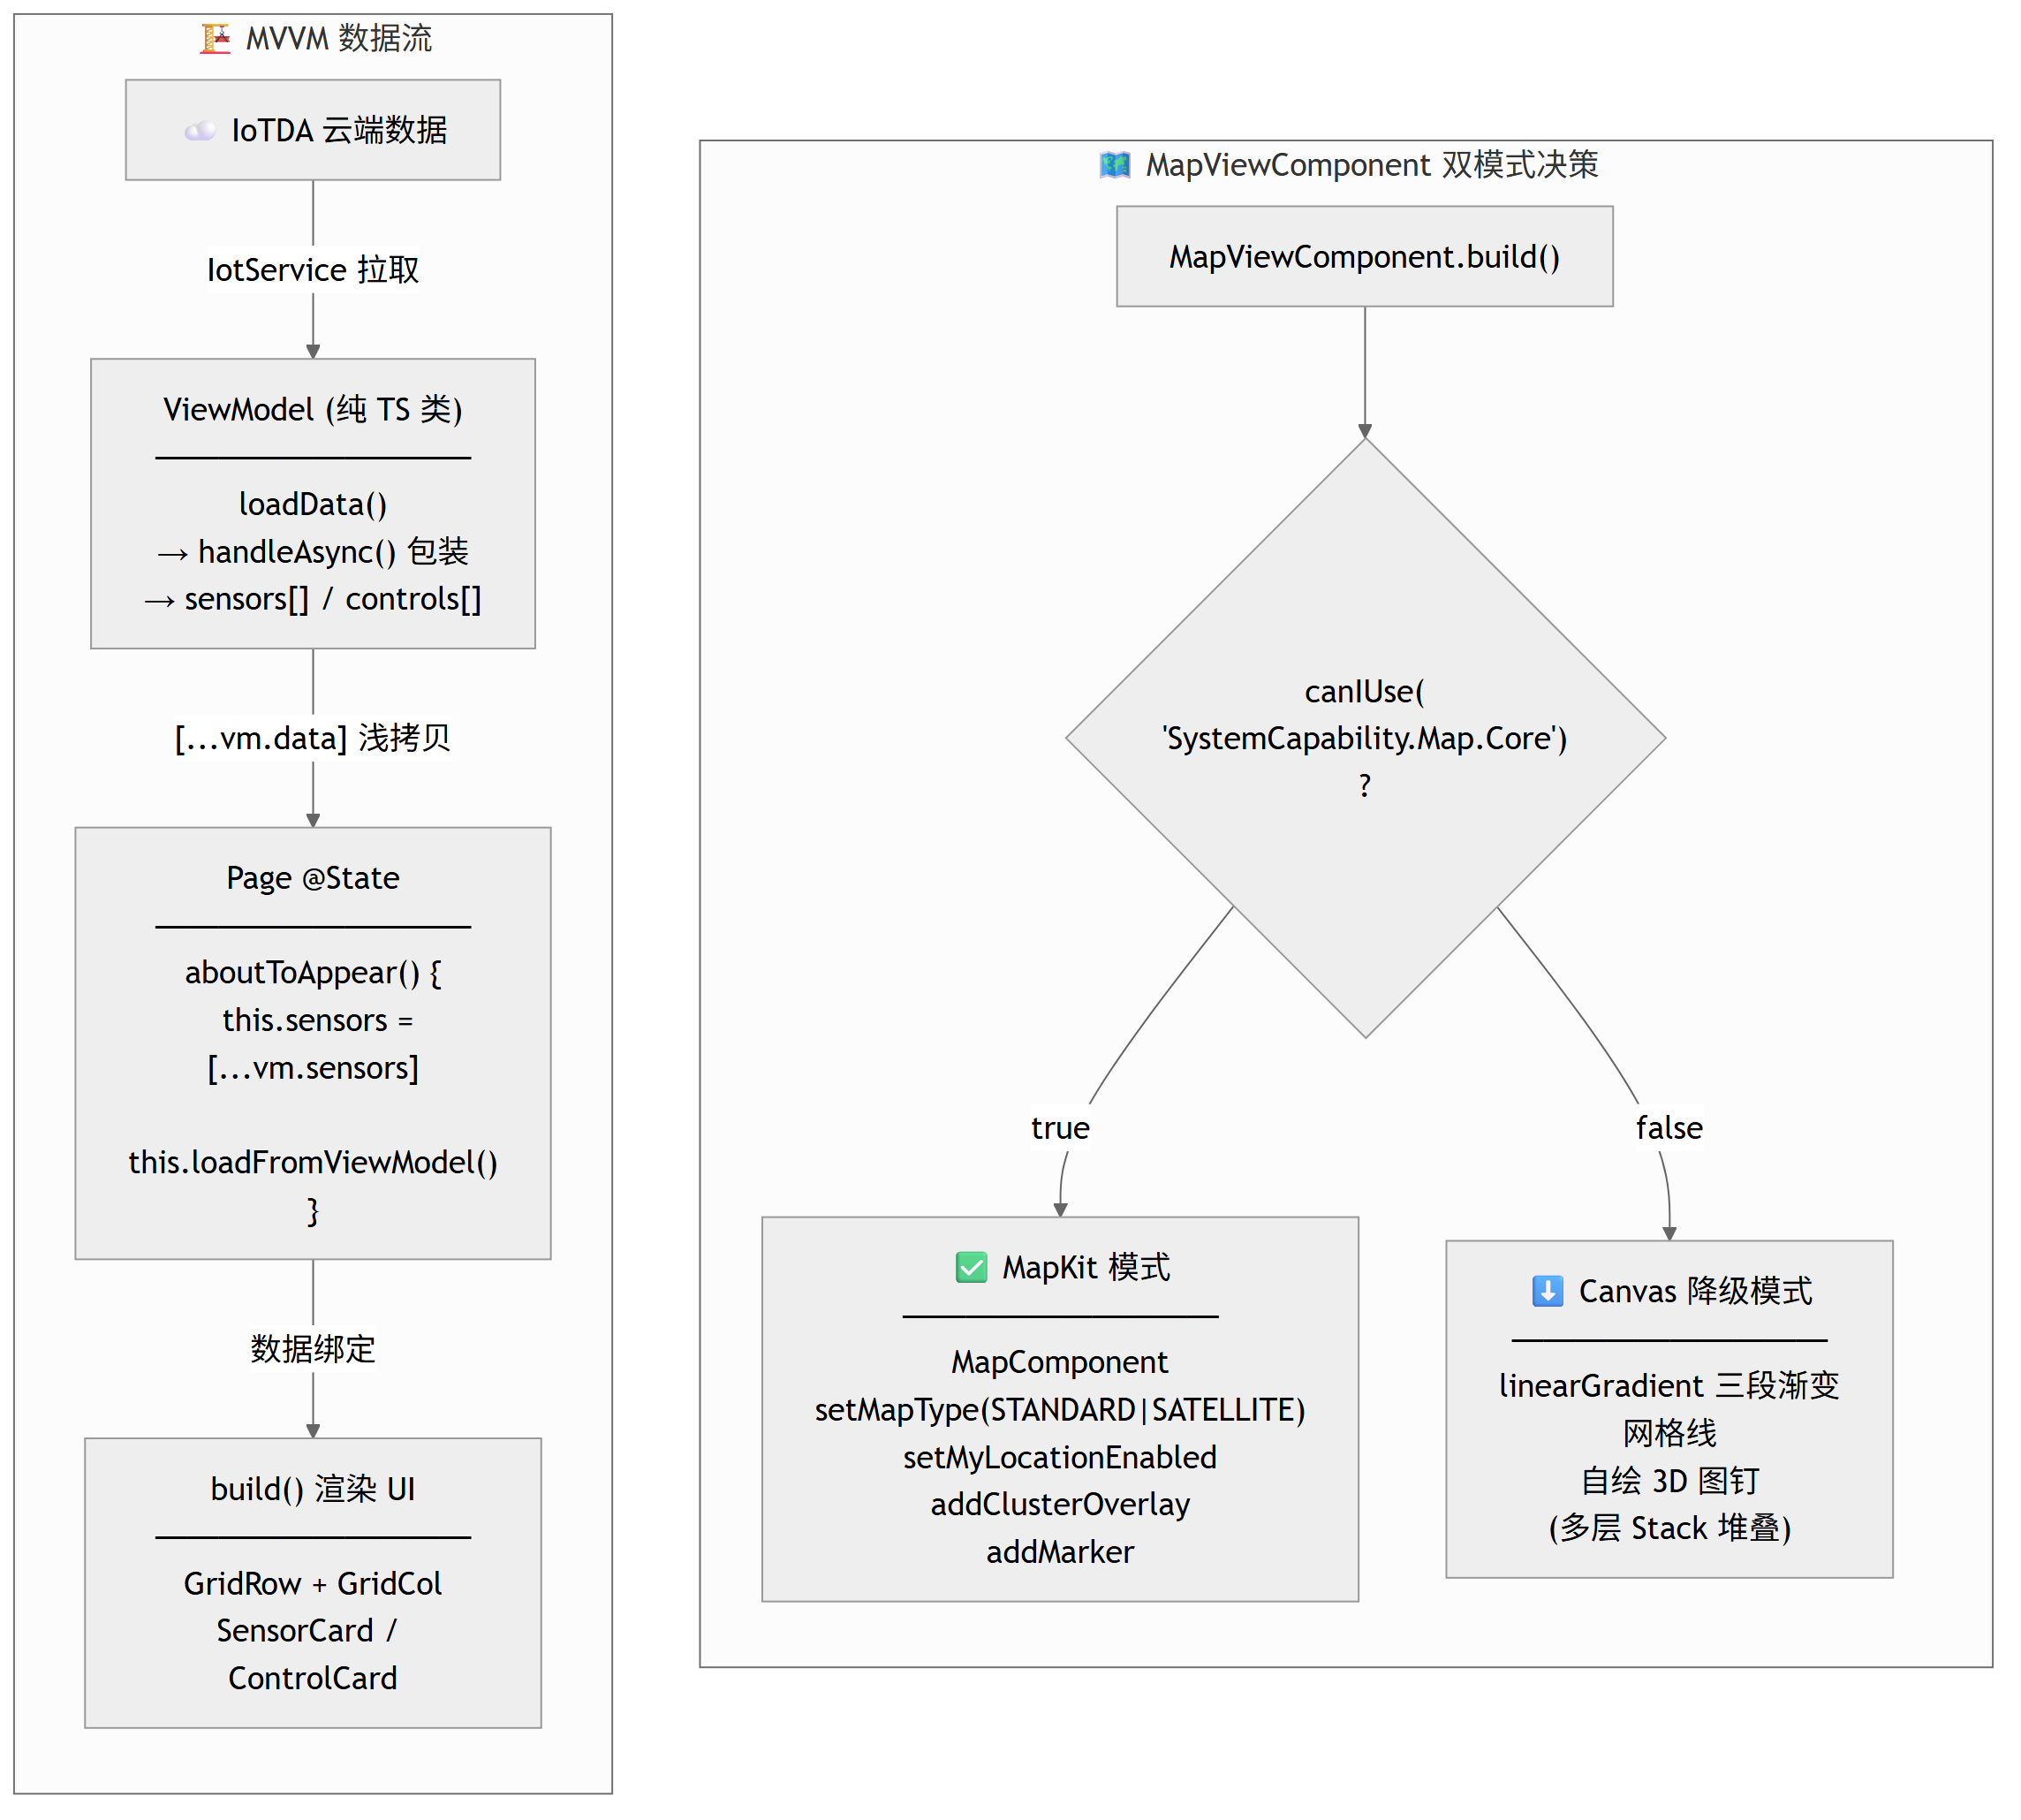 🏗️ MVVM 数据流
☁️ IoTDA 云端数据
IotService 拉取
ViewModel (纯 TS 类)
────────────────
loadData()
→ handleAsync() 包装
→ sensors[] / controls[]
[...vm.data] 浅拷贝
Page @State
────────────────
aboutToAppear() {
this.sensors =
[...vm.sensors]
this.loadFromViewModel()
}
数据绑定
build() 渲染 UI
────────────────
GridRow + GridCol
SensorCard /
ControlCard
🗺️ MapViewComponent 双模式决策
MapViewComponent.build()
canIUse(
'SystemCapability.Map.Core')
?
true
false
✅ MapKit 模式
────────────────
MapComponent
setMapType(STANDARD|SATELLITE)
setMyLocationEnabled
addClusterOverlay
addMarker
⬇️ Canvas 降级模式
────────────────
linearGradient 三段渐变
网格线
自绘 3D 图钉
(多层 Stack 堆叠)